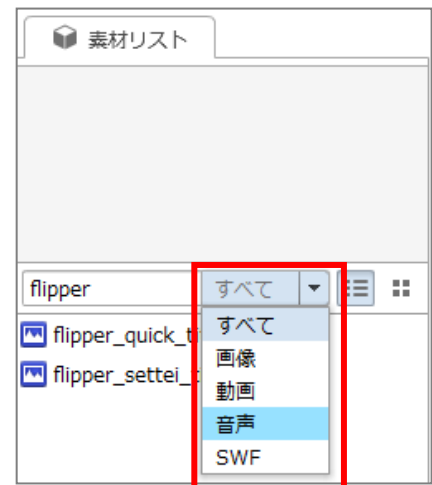 素材リスト
flipper
すべて
flipper_quick_t
flipper_settei_
すべて
画像
動画
音声
SWF